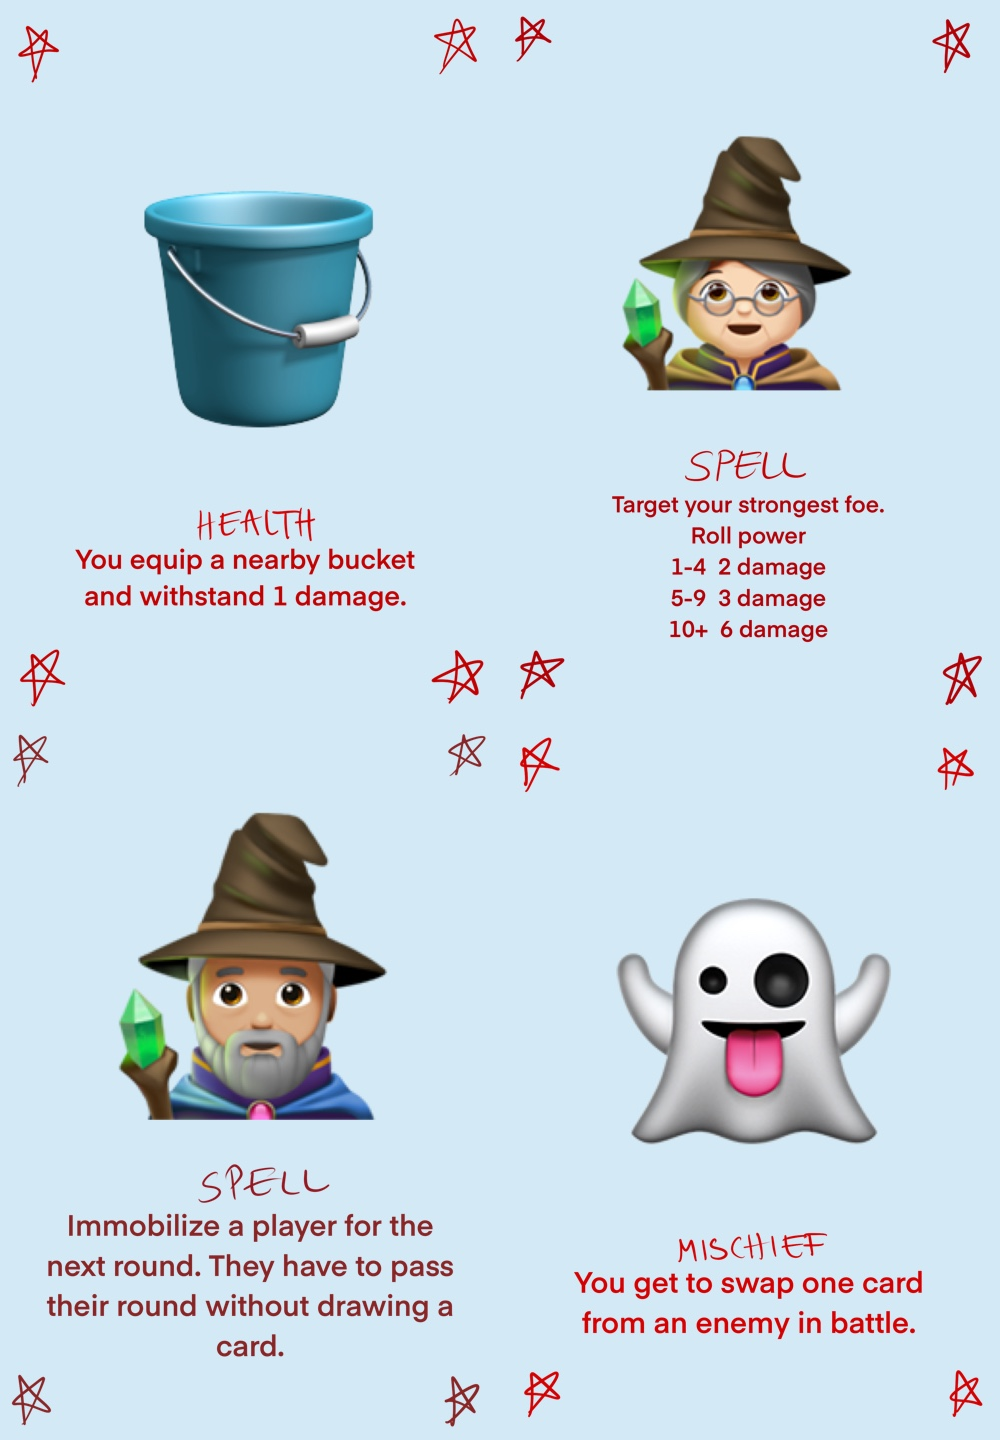 HEALTH
You equip a nearby bucket
and withstand 1 damage.
SPELL
Target your strongest foe.
Roll power
1-4 2 damage
5-9 3 damage
10+ 6 damage
SPELL
Immobilize a player for the
next round. They have to pass
their round without drawing a
card.
MISCHIEF
You get to swap one card
from an enemy in battle.